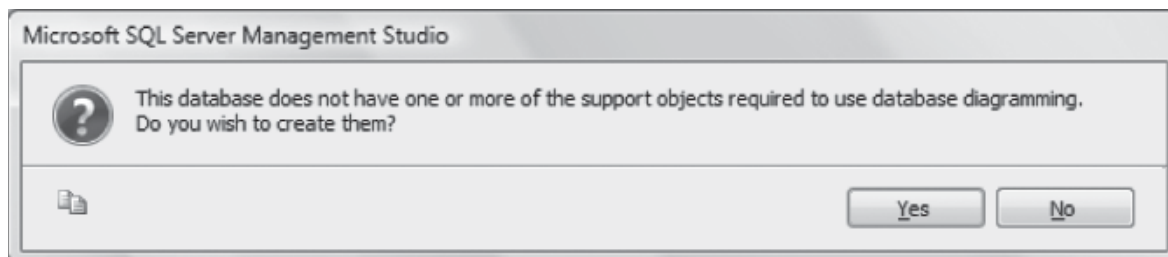 Microsoft SQL Server Management Studio
This database does not have one or more of the support objects required to use database diagramming.
Do you wish to create them?
Yes
No